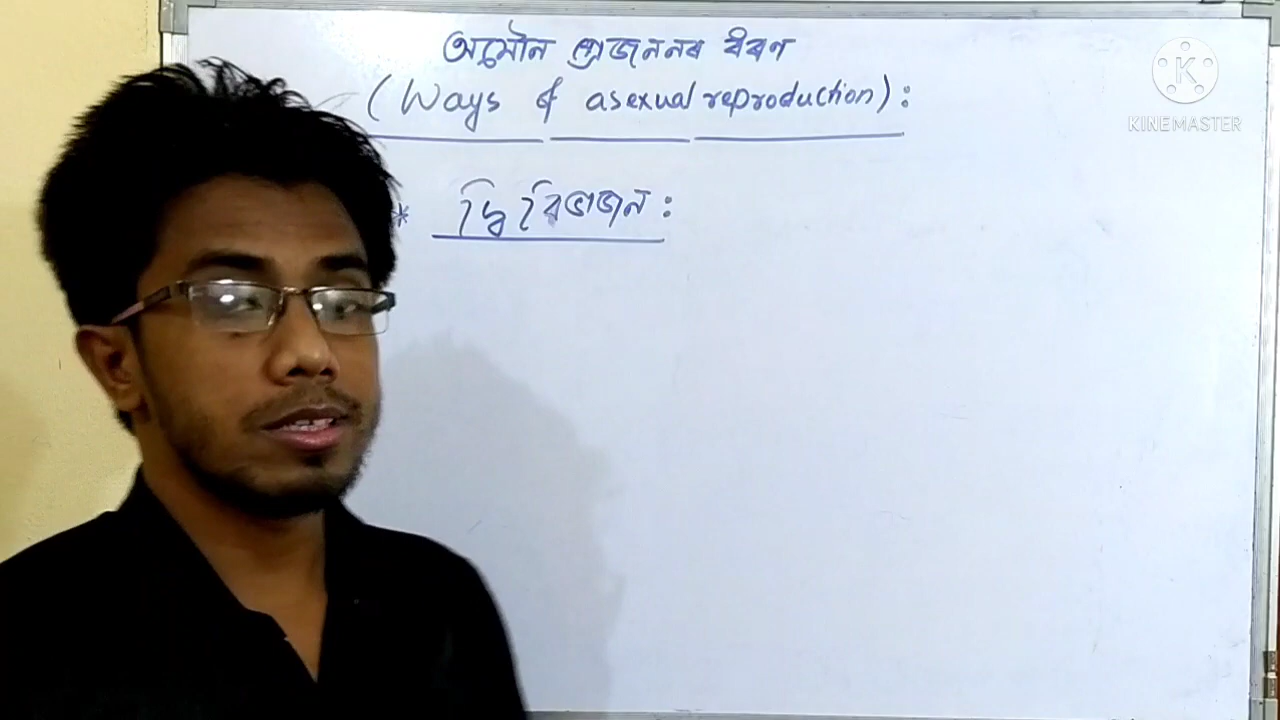 অযৌন প্ৰজননৰ ধৰণ
(Ways of asexual reproduction):
* দ্বি বিভাজন:
K
KINEMASTER